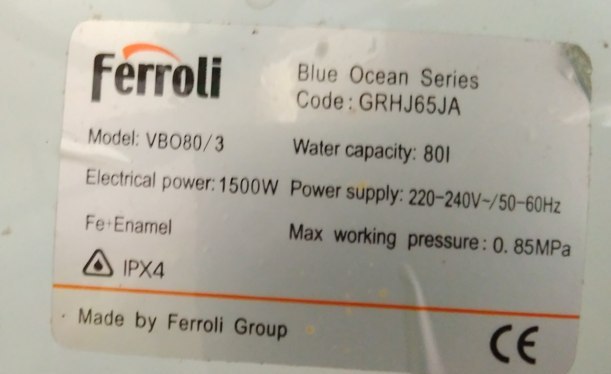 Ferroli
Blue Ocean Series
Code: GRHJ65JA
Model: VBO80/3
Water capacity: 80l
Electrical power: 1500W
Power supply: 220-240V~/50-60Hz
Fe+Enamel
Max working pressure: 0.85MPa
IPX4
Made by Ferroli Group
CE